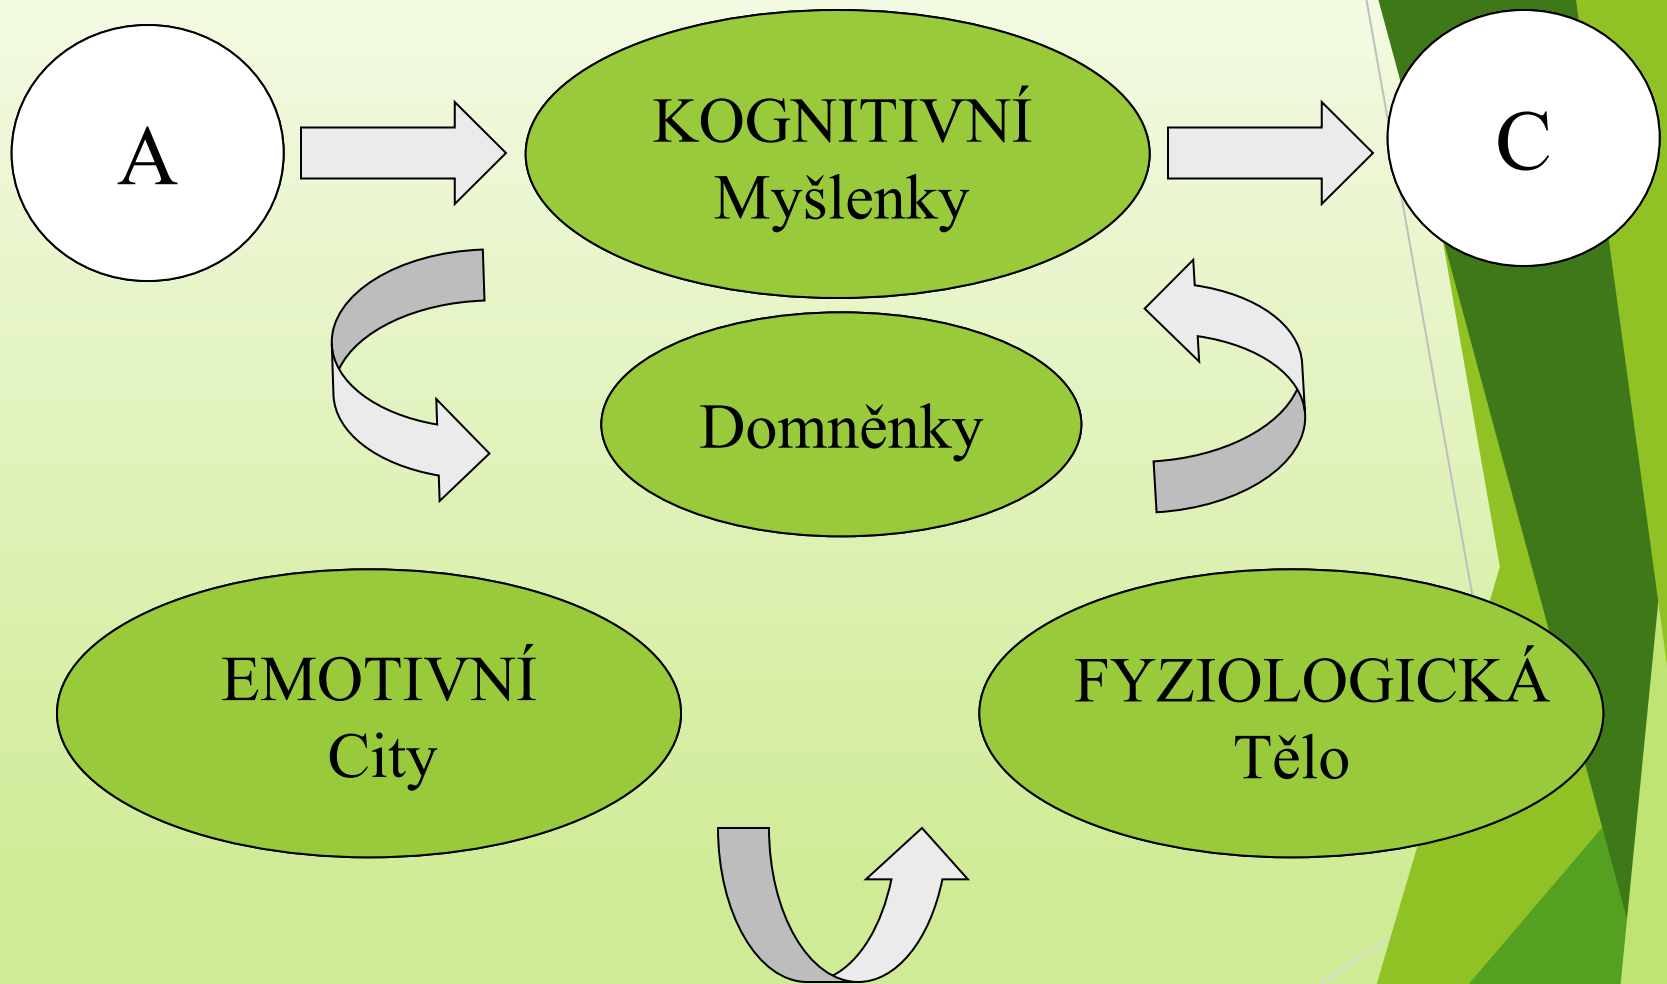 A
KOGNITIVNÍ
Myšlenky
C
Domněnky
EMOTIVNÍ
City
FYZIOLOGICKÁ
Tělo